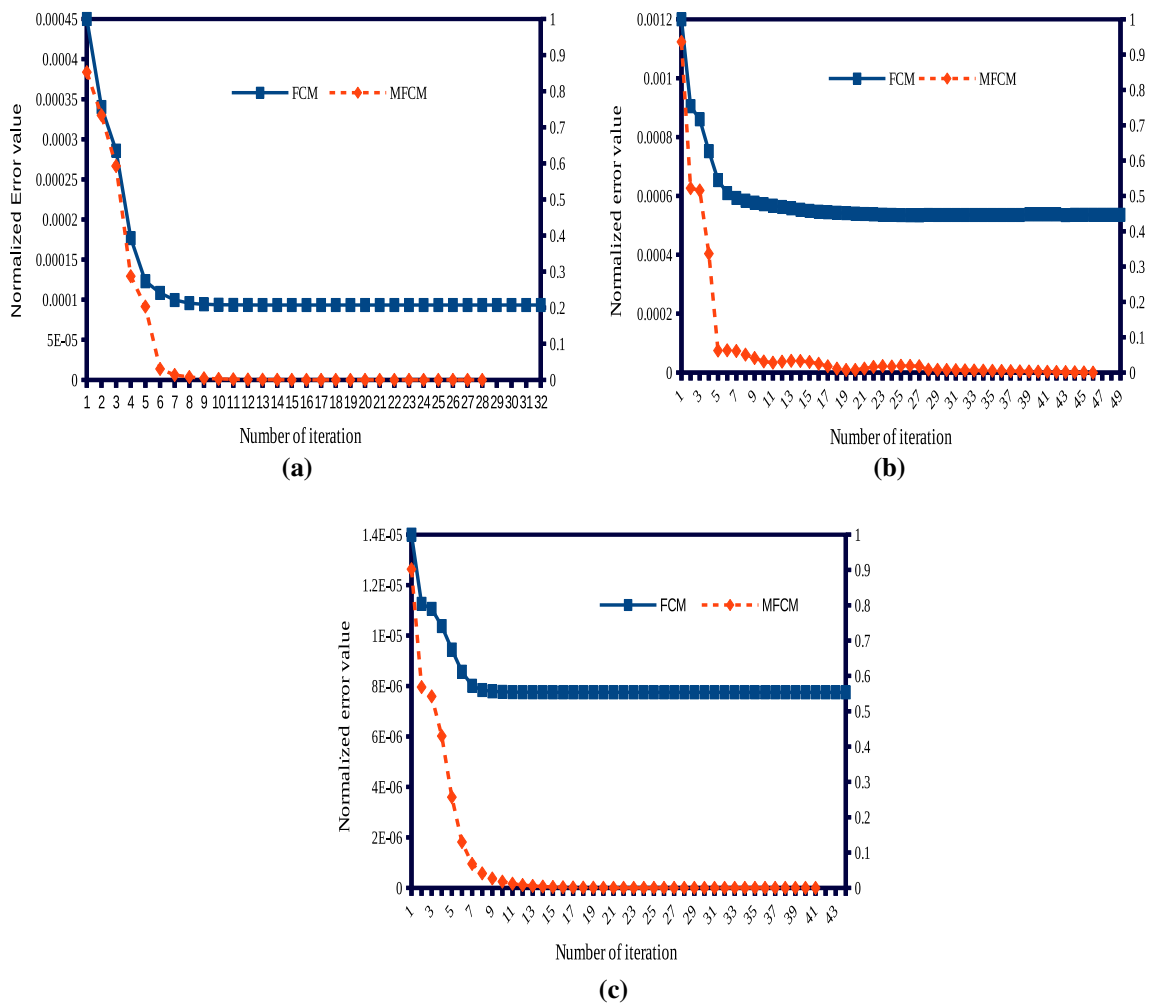 0.00045
0.0004
0.00035
0.0003
0.00025
0.0002
0.00015
0.0001
5E-05
0
Normalized Error value
FCM MFCM
1
0.9
0.8
0.7
0.6
0.5
0.4
0.3
0.2
0.1
0
1 2 3 4 5 6 7 8 9 10 11 12 13 14 15 16 17 18 19 20 21 22 23 24 25 26 27 28 29 30 31 32
Number of iteration
(a)
0.0012
0.001
0.0008
0.0006
0.0004
0.0002
0
Normalized error value
FCM MFCM
1
0.9
0.8
0.7
0.6
0.5
0.4
0.3
0.2
0.1
0
1 3 5 7 9 11 13 15 17 19 21 23 25 27 29 31 33 35 37 39 41 43 45 47 49
Number of iteration
(b)
1.4E-05
1.2E-05
1E-05
8E-06
6E-06
4E-06
2E-06
0
Normalized error value
FCM MFCM
1
0.9
0.8
0.7
0.6
0.5
0.4
0.3
0.2
0.1
0
1 3 5 7 9 11 13 15 17 19 21 23 25 27 29 31 33 35 37 39 41 43
Number of iteration
(c)